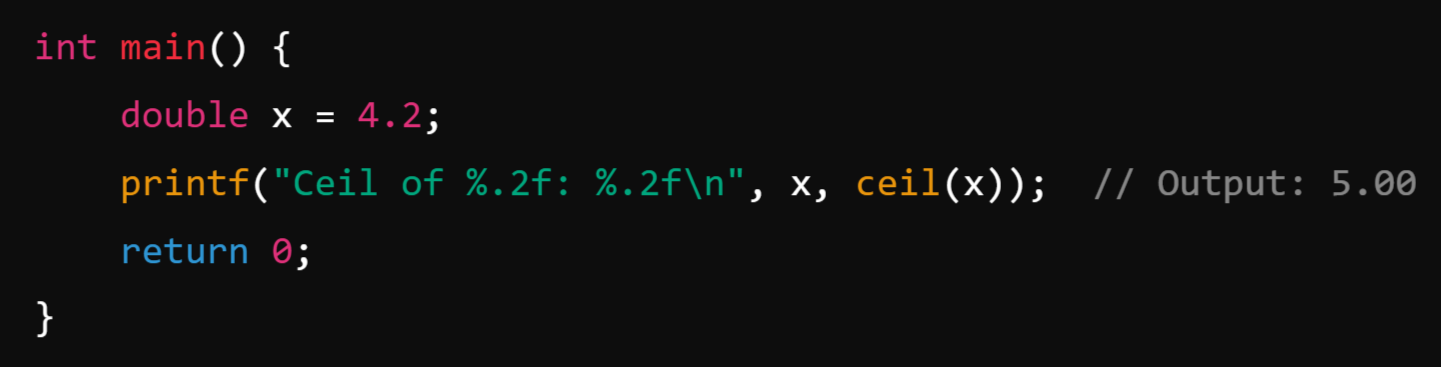 int main() {
    double x = 4.2;
    printf("Ceil of %.2f: %.2f\n", x, ceil(x));  // Output: 5.00
    return 0;
}